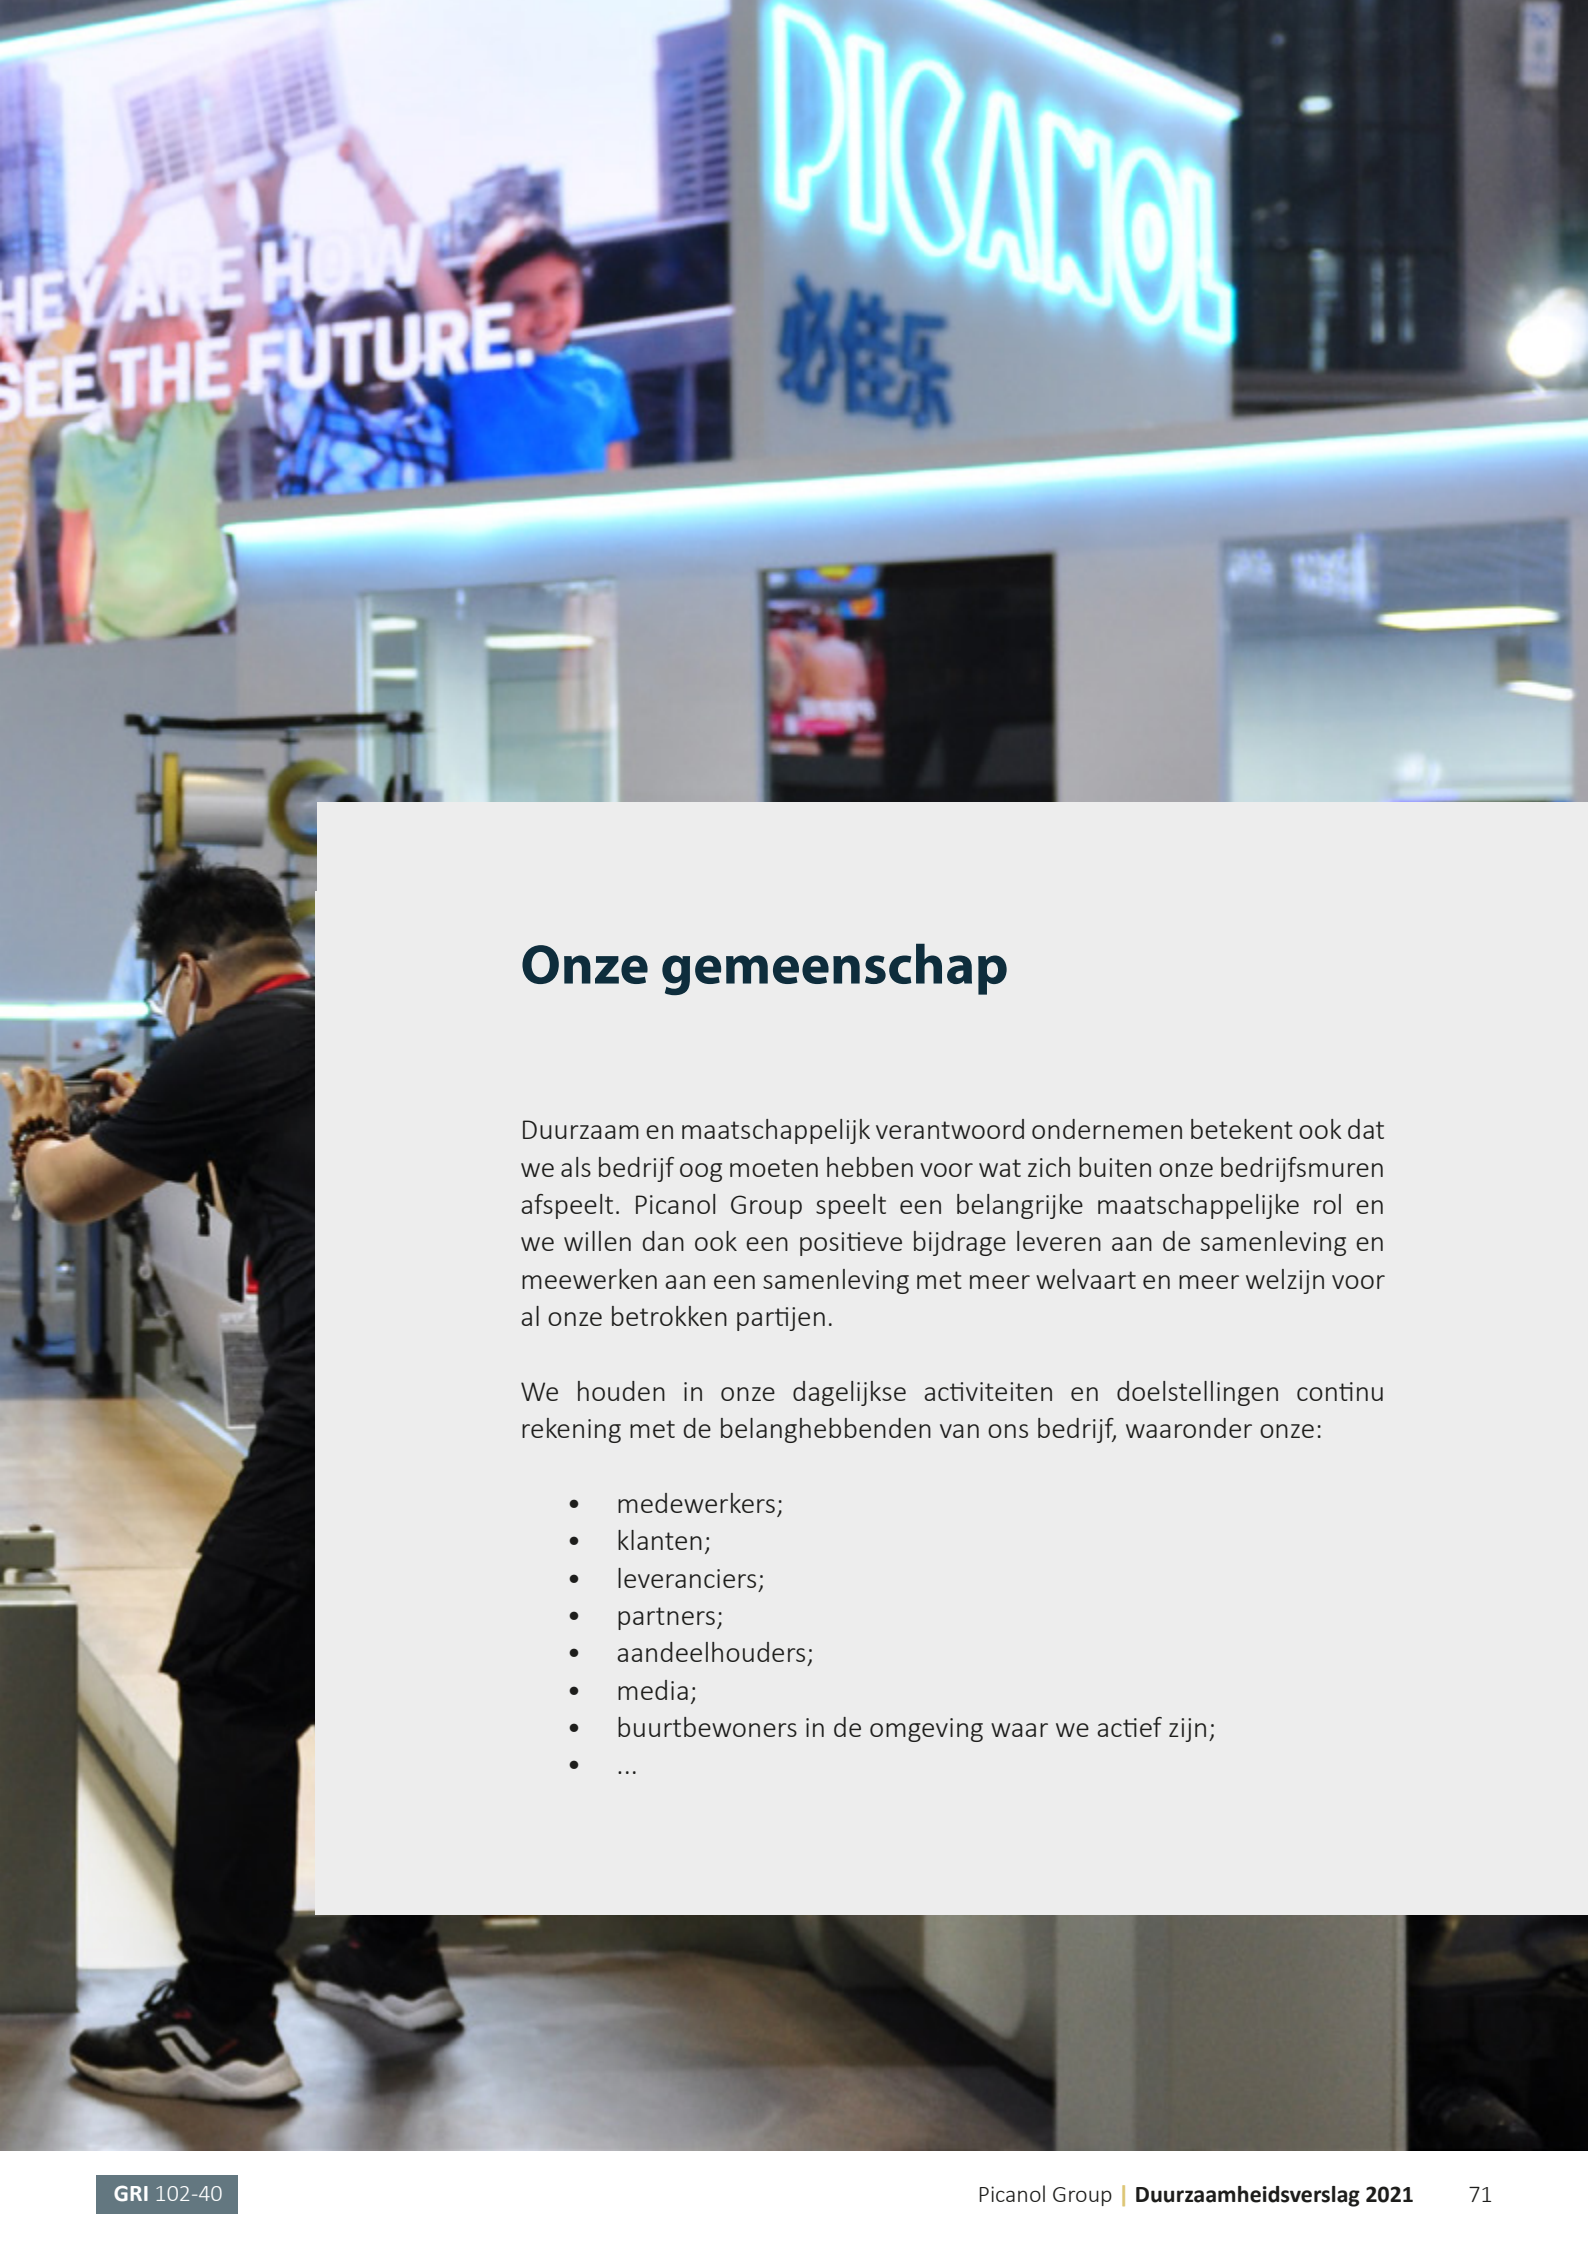 PICANOL
必佳乐
HEY ARE HOW
SEE THE FUTURE.
Onze gemeenschap
Duurzaam en maatschappelijk verantwoord ondernemen betekent ook dat
we als bedrijf oog moeten hebben voor wat zich buiten onze bedrijfsmuren
afspeelt. Picanol Group speelt een belangrijke maatschappelijke rol en
we willen dan ook een positieve bijdrage leveren aan de samenleving en
meewerken aan een samenleving met meer welvaart en meer welzijn voor
al onze betrokken partijen.
We houden in onze dagelijkse activiteiten en doelstellingen continu
rekening met de belanghebbenden van ons bedrijf, waaronder onze:
• medewerkers;
• klanten;
• leveranciers;
• partners;
• aandeelhouders;
• media;
• buurtbewoners in de omgeving waar we actief zijn;
• ...
GRI 102-40
Picanol Group | Duurzaamheidsverslag 2021 71